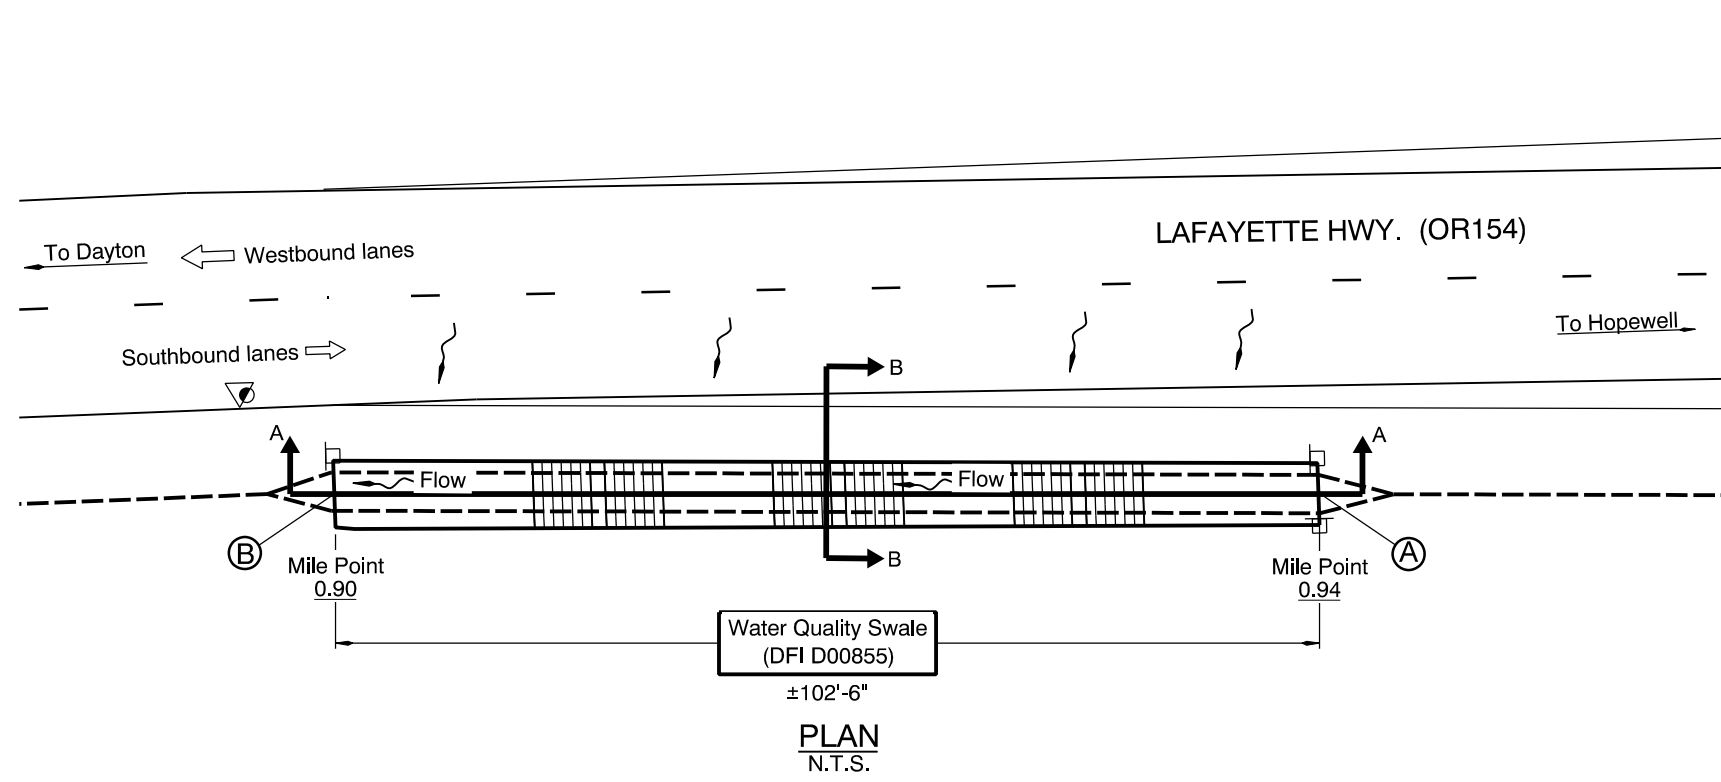 LAFAYETTE HWY. (OR154)
To Dayton
Westbound lanes
To Hopewell
Southbound lanes
B
A
A
Flow
Flow
B
A
B
Mile Point
0.90
Mile Point
0.94
Water Quality Swale
(DFI D00855)
±102'-6"
PLAN
N.T.S.